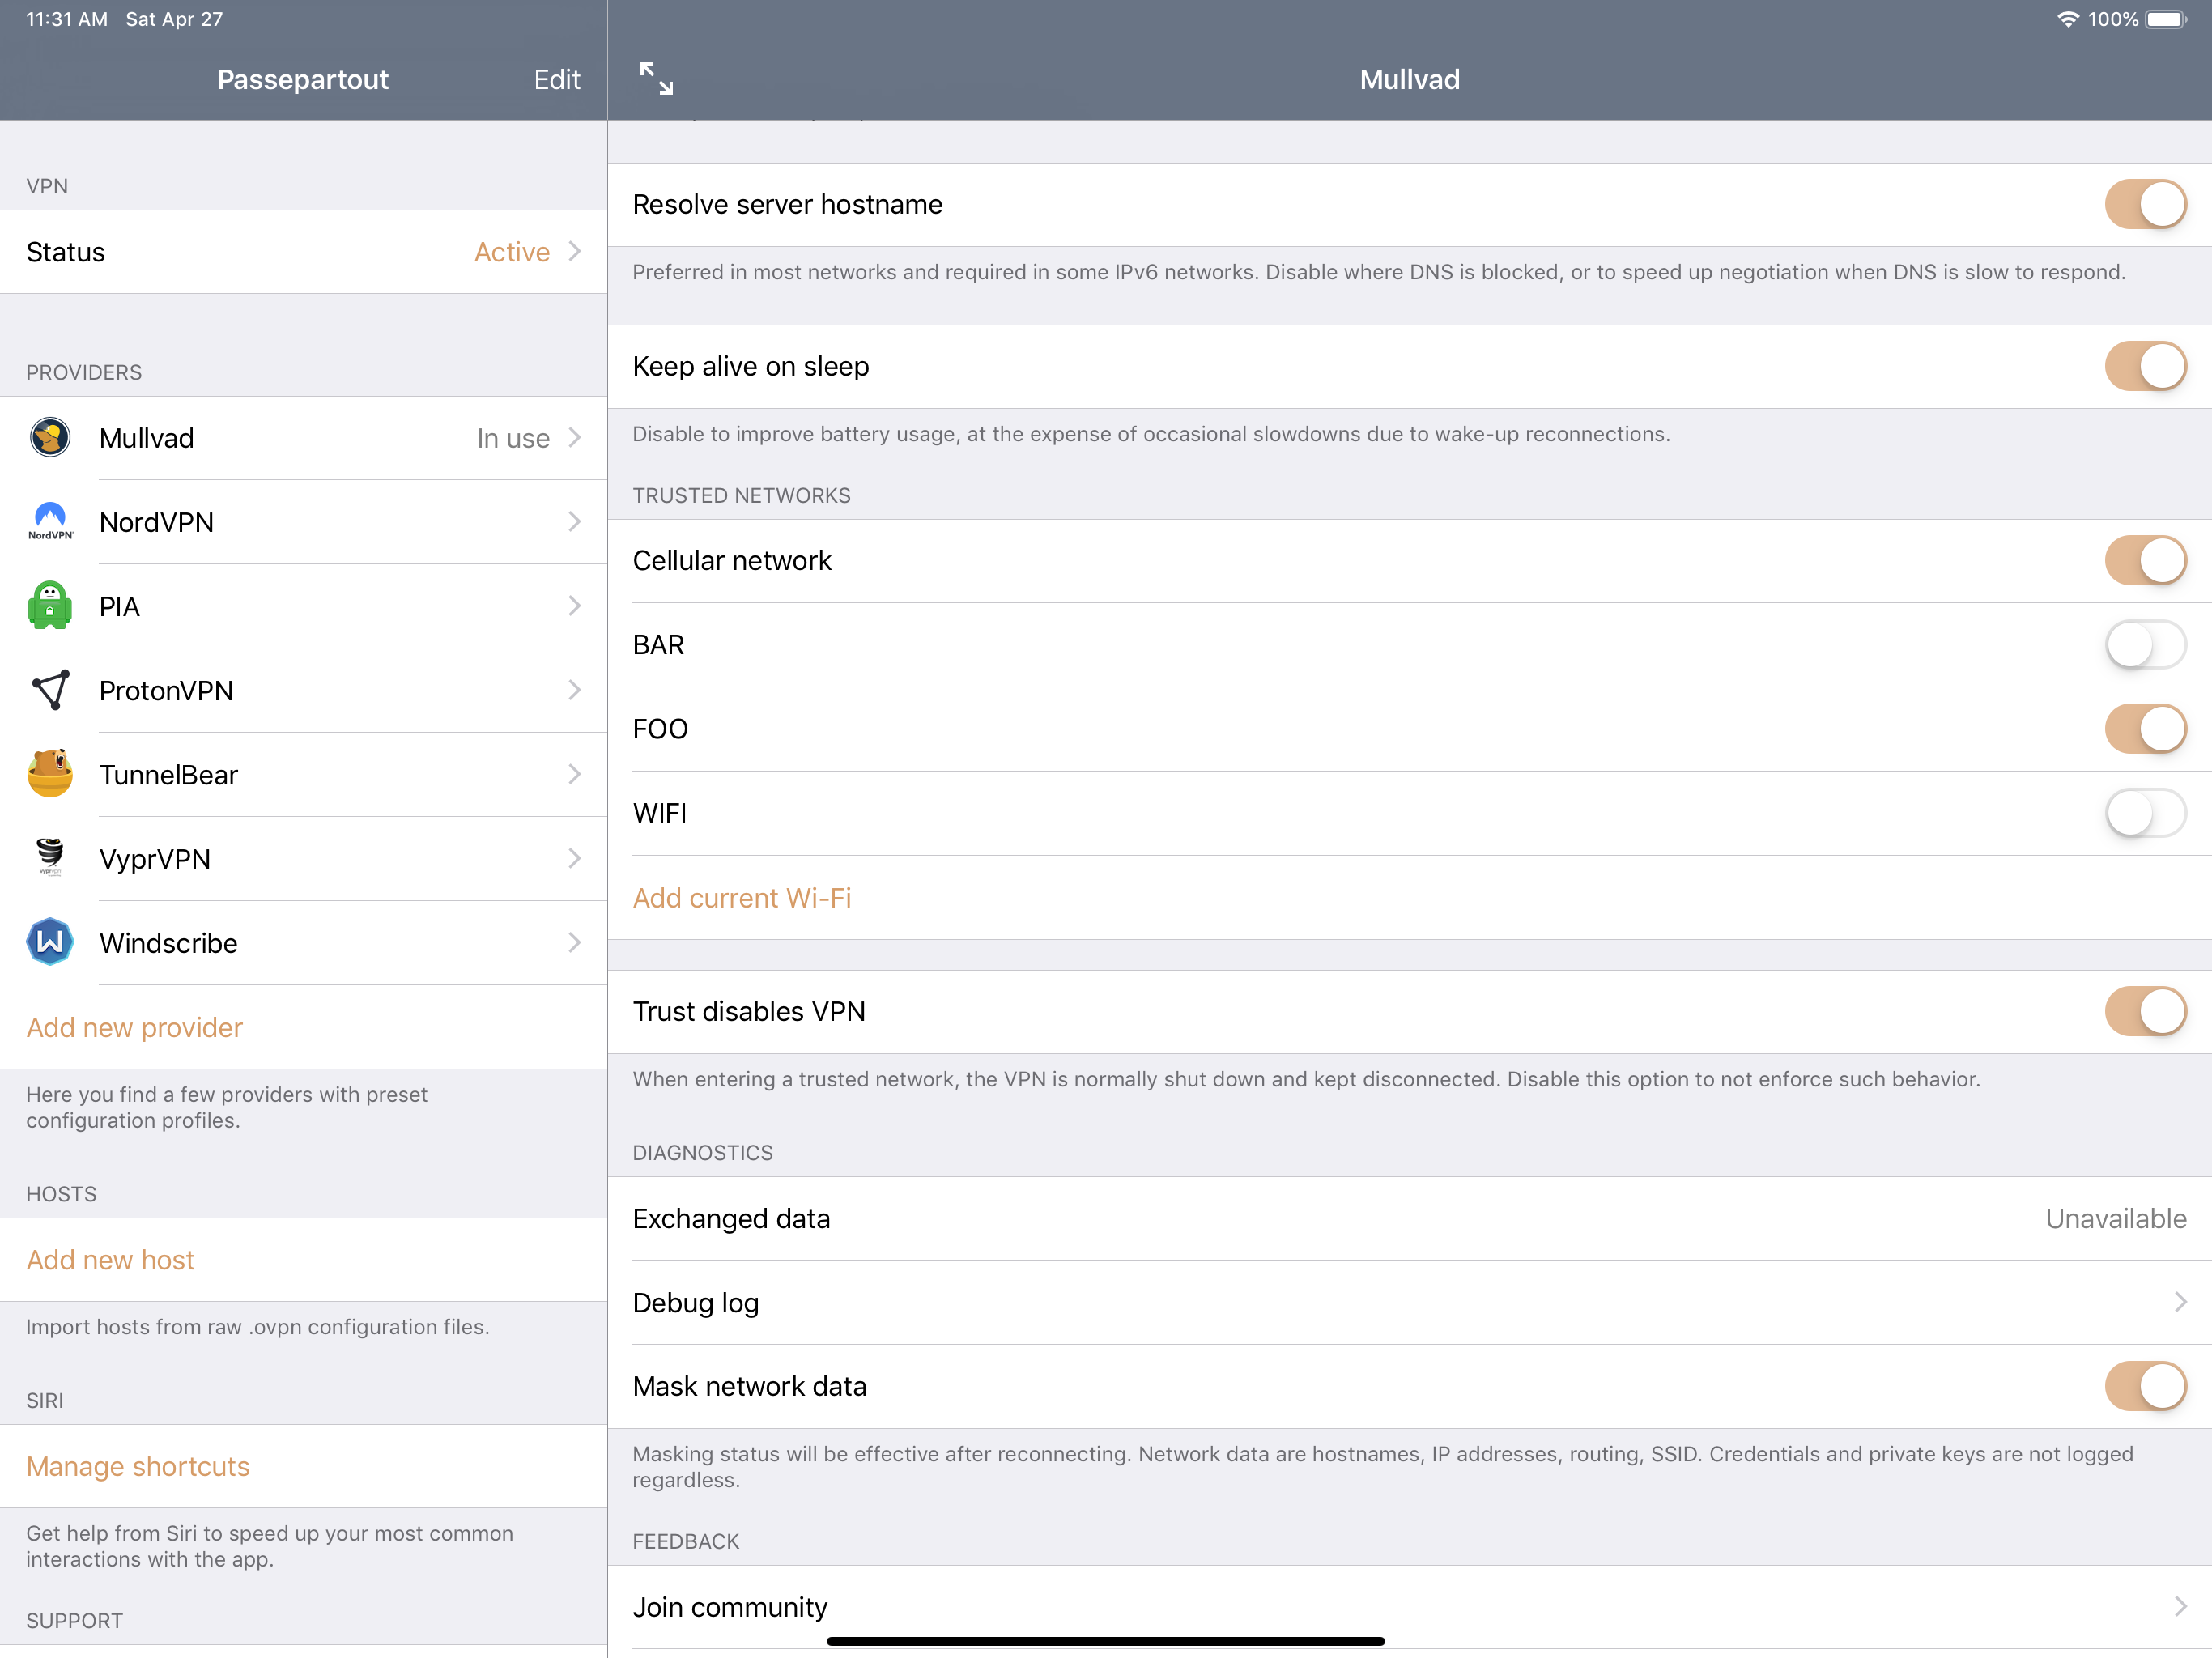 11:31 AM Sat Apr 27
100%
Passepartout
Edit
Mullvad
VPN
Status
Active
PROVIDERS
Mullvad
In use
NordVPN
NordVPN
PIA
ProtonVPN
TunnelBear
VyprVPN
Windscribe
Add new provider
Here you find a few providers with preset
configuration profiles.
HOSTS
Add new host
Import hosts from raw .ovpn configuration files.
SIRI
Manage shortcuts
Get help from Siri to speed up your most common
interactions with the app.
SUPPORT
Resolve server hostname
Preferred in most networks and required in some IPv6 networks. Disable where DNS is blocked, or to speed up negotiation when DNS is slow to respond.
Keep alive on sleep
Disable to improve battery usage, at the expense of occasional slowdowns due to wake-up reconnections.
TRUSTED NETWORKS
Cellular network
BAR
FOO
WIFI
Add current Wi-Fi
Trust disables VPN
When entering a trusted network, the VPN is normally shut down and kept disconnected. Disable this option to not enforce such behavior.
DIAGNOSTICS
Exchanged data
Unavailable
Debug log
Mask network data
Masking status will be effective after reconnecting. Network data are hostnames, IP addresses, routing, SSID. Credentials and private keys are not logged
regardless.
FEEDBACK
Join community